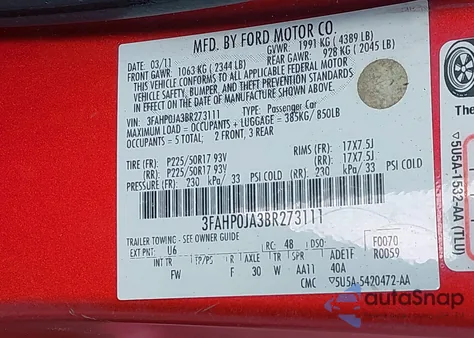 MFD. BY FORD MOTOR CO.
DATE: 03/11 GVWR: 1991 KG ( 4389 LB)
FRONT GAWR: 1063 KG ( 2344 LB) REAR GAWR: 928 KG ( 2045 LB)
THIS VEHICLE CONFORMS TO ALL APPLICABLE FEDERAL MOTOR
VEHICLE SAFETY, BUMPER, AND THEFT PREVENTION STANDARDS
IN EFFECT ON THE DATE OF MANUFACTURE SHOWN ABOVE.
VIN: 3FAHP0JA3BR273111 TYPE: Passenger Car
MAXIMUM LOAD = OCCUPANTS + LUGGAGE = 385KG/ 850LB
OCCUPANTS = 5 TOTAL, 2 FRONT, 3 REAR
TIRE (FR): P225/50R17 93V RIMS (FR): 17X7.5J
(RR): P225/50R17 93V (RR): 17X7.5J
PRESSURE (FR): 230 kPa/ 33 PSI COLD (RR): 230 kPa/ 33 PSI COLD
3FAHP0JA3BR273111
TRAILER TOWING - SEE OWNER GUIDE
EXT PNT: U6 RC: 48 DSO: F0070
R0059
INT TR TP/PS R AXLE TR SPR ADE1F
FW F 30 W AA11 40A
CMC ▽5U5A-5420472-AA
The
▽5U5A-1532-AA (TLU)
autoSnap